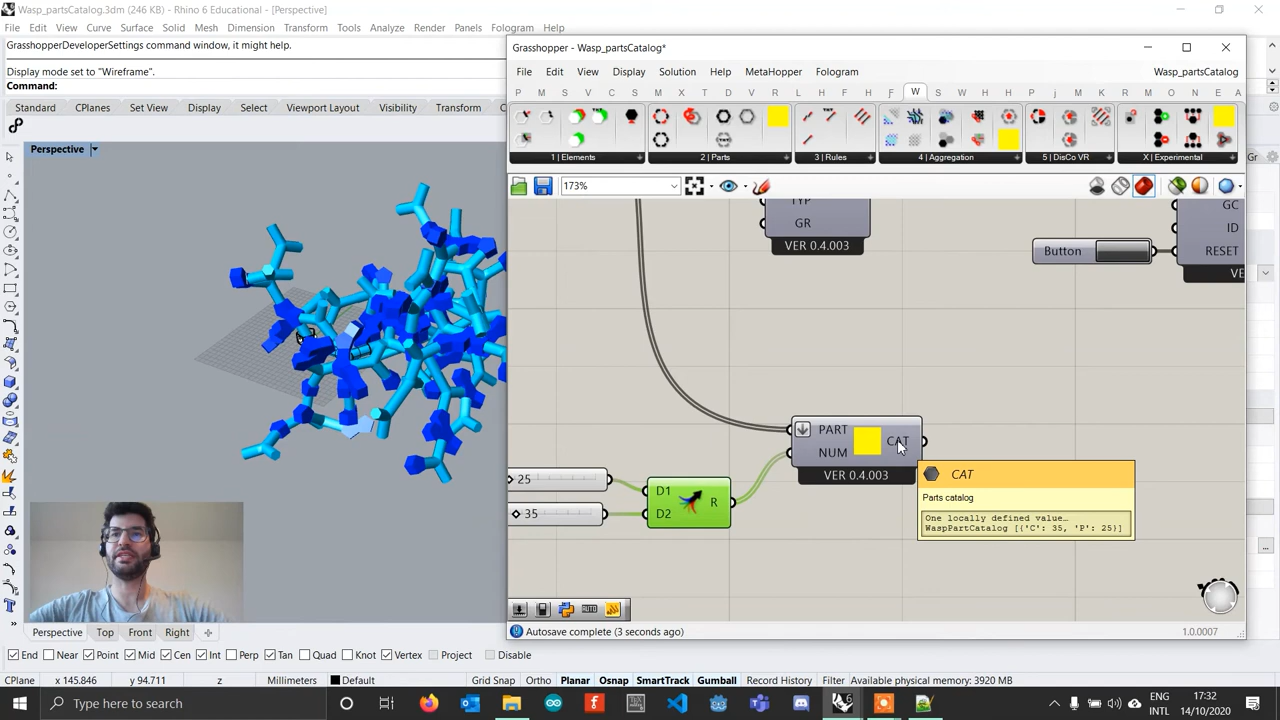 Wasp_partsCatalog.3dm (246 KB) - Rhino 6 Educational - [Perspective]
File Edit View Curve Surface Solid Mesh Dimension Transform Tools Analyze Render Panels Fologram Help
GrasshopperDeveloperSettings command window, it might help.
Display mode set to "Wireframe".
Command:
Standard CPlanes Set View Display Select Viewport Layout Visibility Transform
Perspective
Grasshopper - Wasp_partsCatalog*
File Edit View Display Solution Help MetaHopper Fologram Wasp_partsCatalog
1 | Elements 2 | Parts 3 | Rules 4 | Aggregation 5 | DisCo VR X | Experimental
173%
TYP
GR
VER 0.4.003
GC
ID
RESET
VE
Button
PART
NUM
CAT
VER 0.4.003
25
35
D1
D2
R
CAT
Parts catalog
One locally defined value…
WaspPartCatalog [{'C': 35, 'P': 25}]
Autosave complete (3 seconds ago)
1.0.0007
Perspective Top Front Right
End Near Point Mid Cen Int Perp Tan Quad Knot Vertex Project Disable
CPlane x 145.846 y 94.711 z Millimeters Default Grid Snap Ortho Planar Osnap SmartTrack Gumball Record History Filter Available physical memory: 3920 MB
Type here to search
ENG
INTL
17:32
14/10/2020